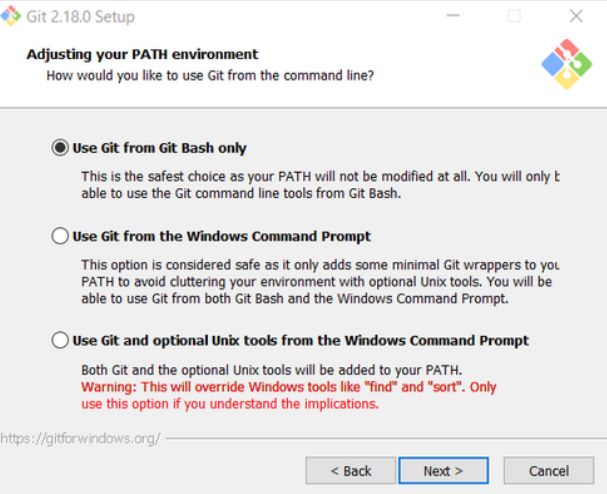 Git 2.18.0 Setup
Adjusting your PATH environment
How would you like to use Git from the command line?
Use Git from Git Bash only
This is the safest choice as your PATH will not be modified at all. You will only b
able to use the Git command line tools from Git Bash.
Use Git from the Windows Command Prompt
This option is considered safe as it only adds some minimal Git wrappers to you
PATH to avoid cluttering your environment with optional Unix tools. You will be
able to use Git from both Git Bash and the Windows Command Prompt.
Use Git and optional Unix tools from the Windows Command Prompt
Both Git and the optional Unix tools will be added to your PATH.
Warning: This will override Windows tools like "find" and "sort". Only
use this option if you understand the implications.
https://gitforwindows.org/
< Back Next > Cancel